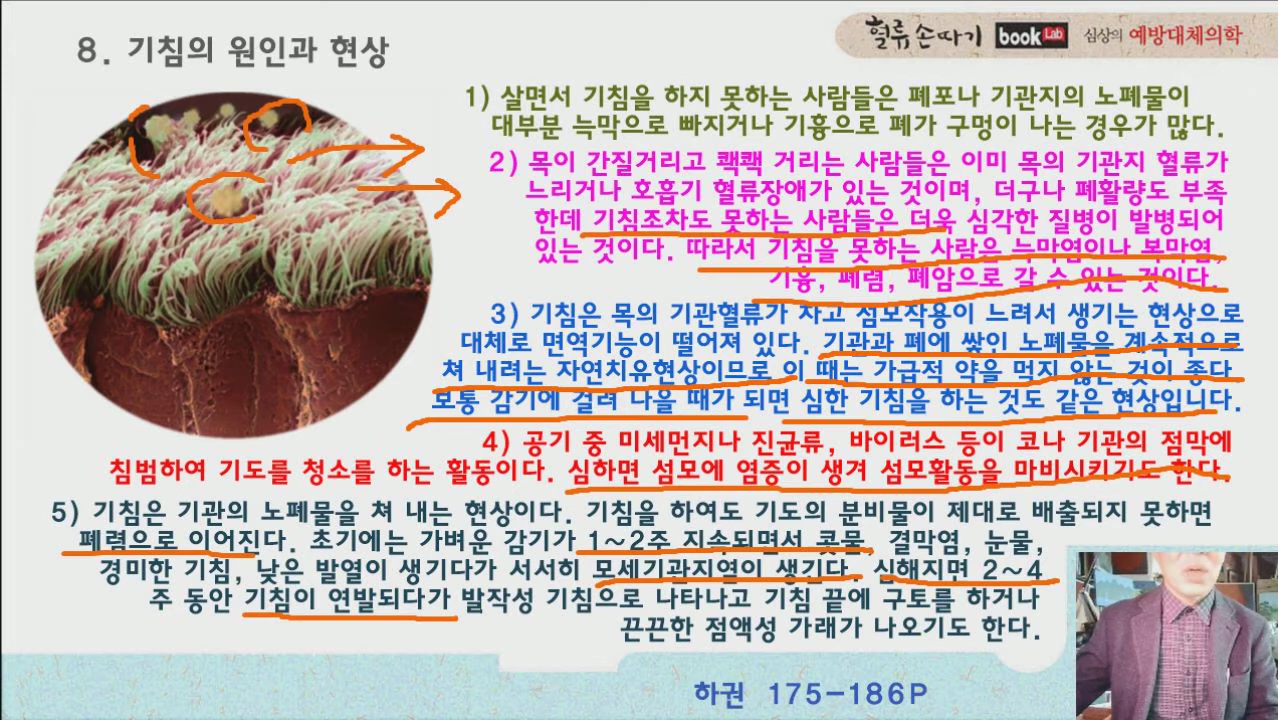 8. 기침의 원인과 현상
혈류 손따기 book Lab 심상의 예방대체의학
1) 살면서 기침을 하지 못하는 사람들은 폐포나 기관지의 노폐물이
대부분 늑막으로 빠지거나 기흉으로 폐가 구멍이 나는 경우가 많다.
2) 목이 간질거리고 쾍쾍 거리는 사람들은 이미 목의 기관지 혈류가
느리거나 호흡기 혈류장애가 있는 것이며, 더구나 폐활량도 부족
한데 기침조차도 못하는 사람들은 더욱 심각한 질병이 발병되어
있는 것이다. 따라서 기침을 못하는 사람은 늑막염이나 복막염,
기흉, 폐렴, 폐암으로 갈 수 있는 것이다.
3) 기침은 목의 기관혈류가 차고 섬모작용이 느려서 생기는 현상으로
대체로 면역기능이 떨어져 있다. 기관과 폐에 쌓인 노폐물을 계속적으로
쳐 내려는 자연치유현상이므로 이 때는 가급적 약을 먹지 않는 것이 좋다
보통 감기에 걸려 나을 때가 되면 심한 기침을 하는 것도 같은 현상입니다.
4) 공기 중 미세먼지나 진균류, 바이러스 등이 코나 기관의 점막에
침범하여 기도를 청소를 하는 활동이다. 심하면 섬모에 염증이 생겨 섬모활동을 마비시키기도 한다.
5) 기침은 기관의 노폐물을 쳐 내는 현상이다. 기침을 하여도 기도의 분비물이 제대로 배출되지 못하면
폐렴으로 이어진다. 초기에는 가벼운 감기가 1~2주 지속되면서 콧물, 결막염, 눈물,
경미한 기침, 낮은 발열이 생기다가 서서히 모세기관지열이 생긴다. 심해지면 2~4
주 동안 기침이 연발되다가 발작성 기침으로 나타나고 기침 끝에 구토를 하거나
끈끈한 점액성 가래가 나오기도 한다.
하권 175-186P